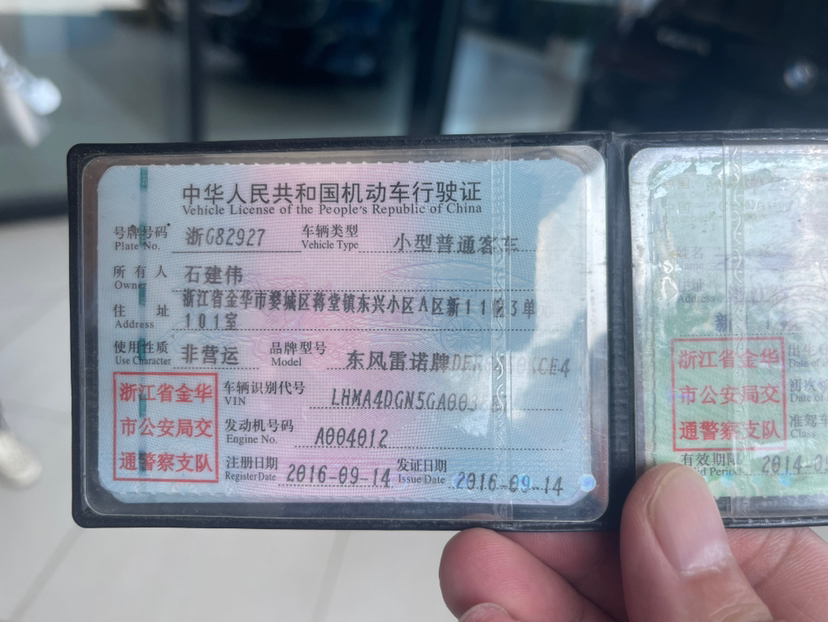 中华人民共和国机动车行驶证
Vehicle License of the People's Republic of China
号牌号码 浙G82927 车辆类型 小型普通客车
Plate No. Vehicle Type
所有人 石建伟
Owner
住址 浙江省金华市婺城区蒋堂镇东兴小区A区新11 3单
Address 101室
使用性质 非营运 品牌型号 东风雷诺牌
Use Character Model
浙江省金华
市公安局交
通警察支队
车辆识别代号 LHMA4DGN5GA003
VIN
发动机号码 A004012
Engine No.
注册日期 2016-09-14 发证日期 2016-09-14
Register Date Issue Date
浙江省金华
市公安局交
通警察支队
准驾车
Class
有效期
2014-0